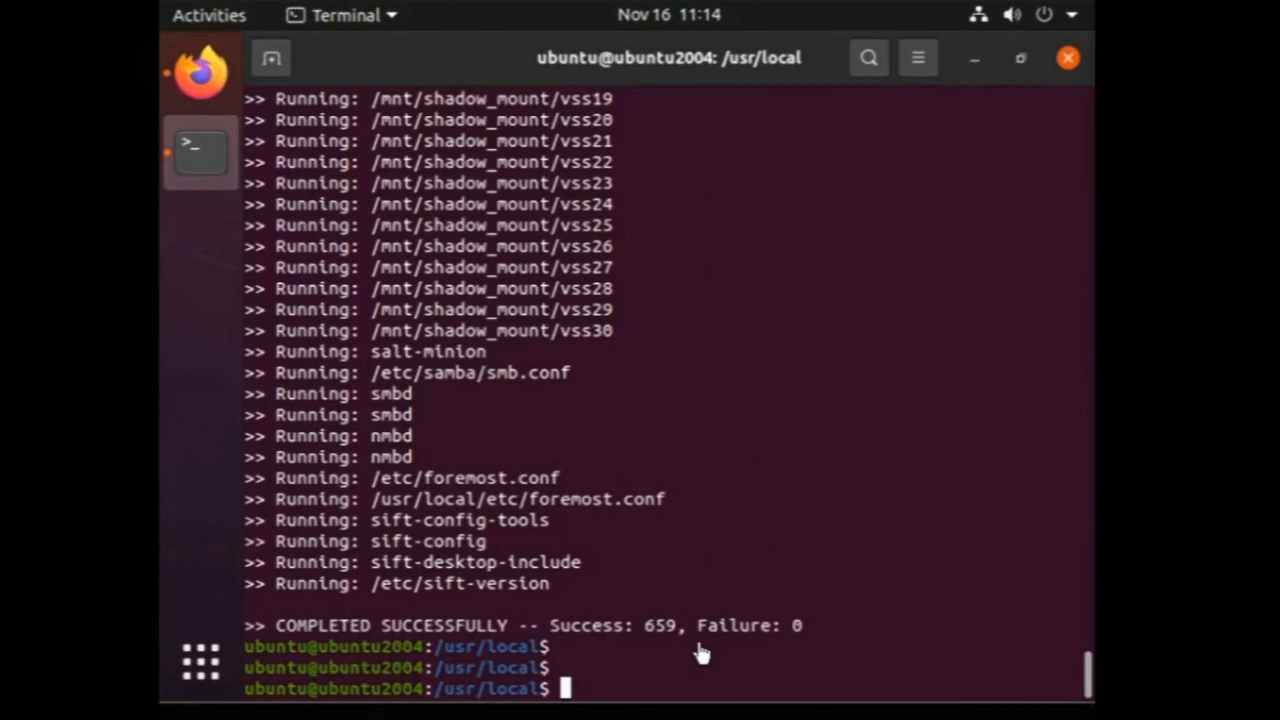 Activities Terminal Nov 16 11:14
ubuntu@ubuntu2004: /usr/local
>> Running: /mnt/shadow_mount/vss19
>> Running: /mnt/shadow_mount/vss20
>> Running: /mnt/shadow_mount/vss21
>> Running: /mnt/shadow_mount/vss22
>> Running: /mnt/shadow_mount/vss23
>> Running: /mnt/shadow_mount/vss24
>> Running: /mnt/shadow_mount/vss25
>> Running: /mnt/shadow_mount/vss26
>> Running: /mnt/shadow_mount/vss27
>> Running: /mnt/shadow_mount/vss28
>> Running: /mnt/shadow_mount/vss29
>> Running: /mnt/shadow_mount/vss30
>> Running: salt-minion
>> Running: /etc/samba/smb.conf
>> Running: smbd
>> Running: smbd
>> Running: nmbd
>> Running: nmbd
>> Running: /etc/foremost.conf
>> Running: /usr/local/etc/foremost.conf
>> Running: sift-config-tools
>> Running: sift-config
>> Running: sift-desktop-include
>> Running: /etc/sift-version
>> COMPLETED SUCCESSFULLY -- Success: 659, Failure: 0
ubuntu@ubuntu2004:/usr/local$
ubuntu@ubuntu2004:/usr/local$
ubuntu@ubuntu2004:/usr/local$